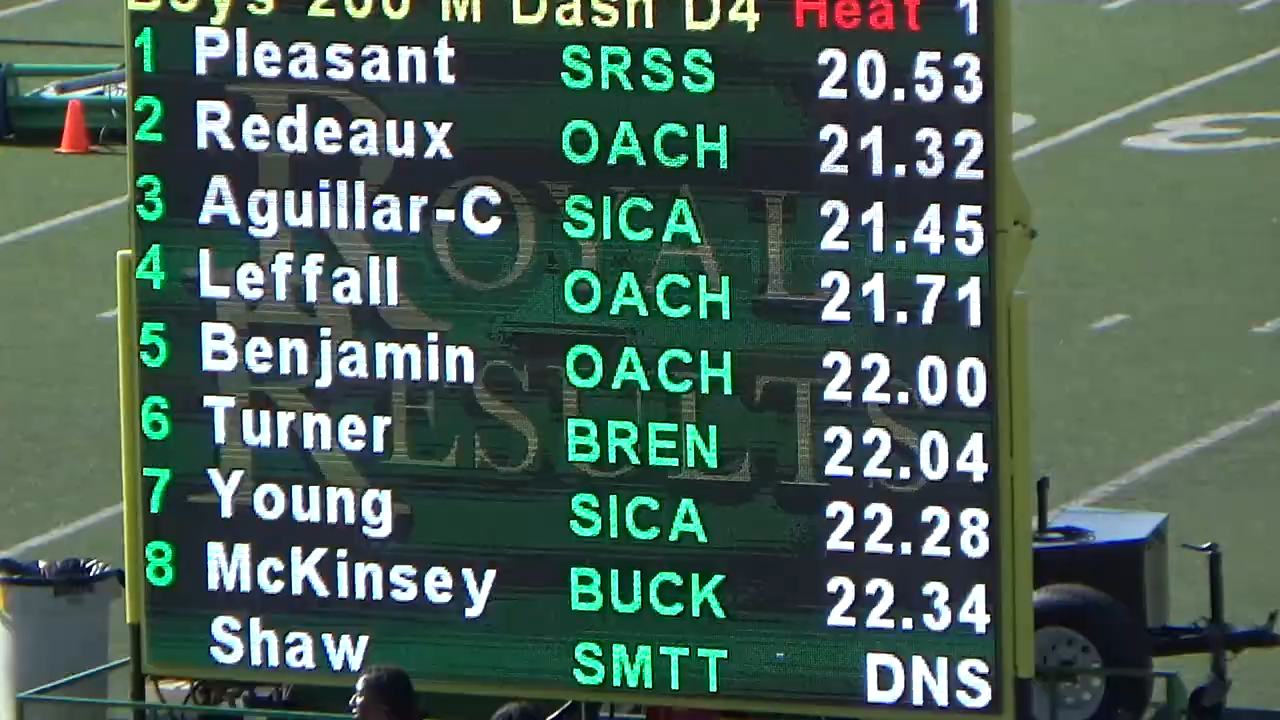 Boys 200 M Dash D4 Heat 1
1 Pleasant SRSS 20.53
2 Redeaux OACH 21.32
3 Aguillar-C SICA 21.45
4 Leffall OACH 21.71
5 Benjamin OACH 22.00
6 Turner BREN 22.04
7 Young SICA 22.28
8 McKinsey BUCK 22.34
Shaw SMTT DNS
ROYAL
RESULTS